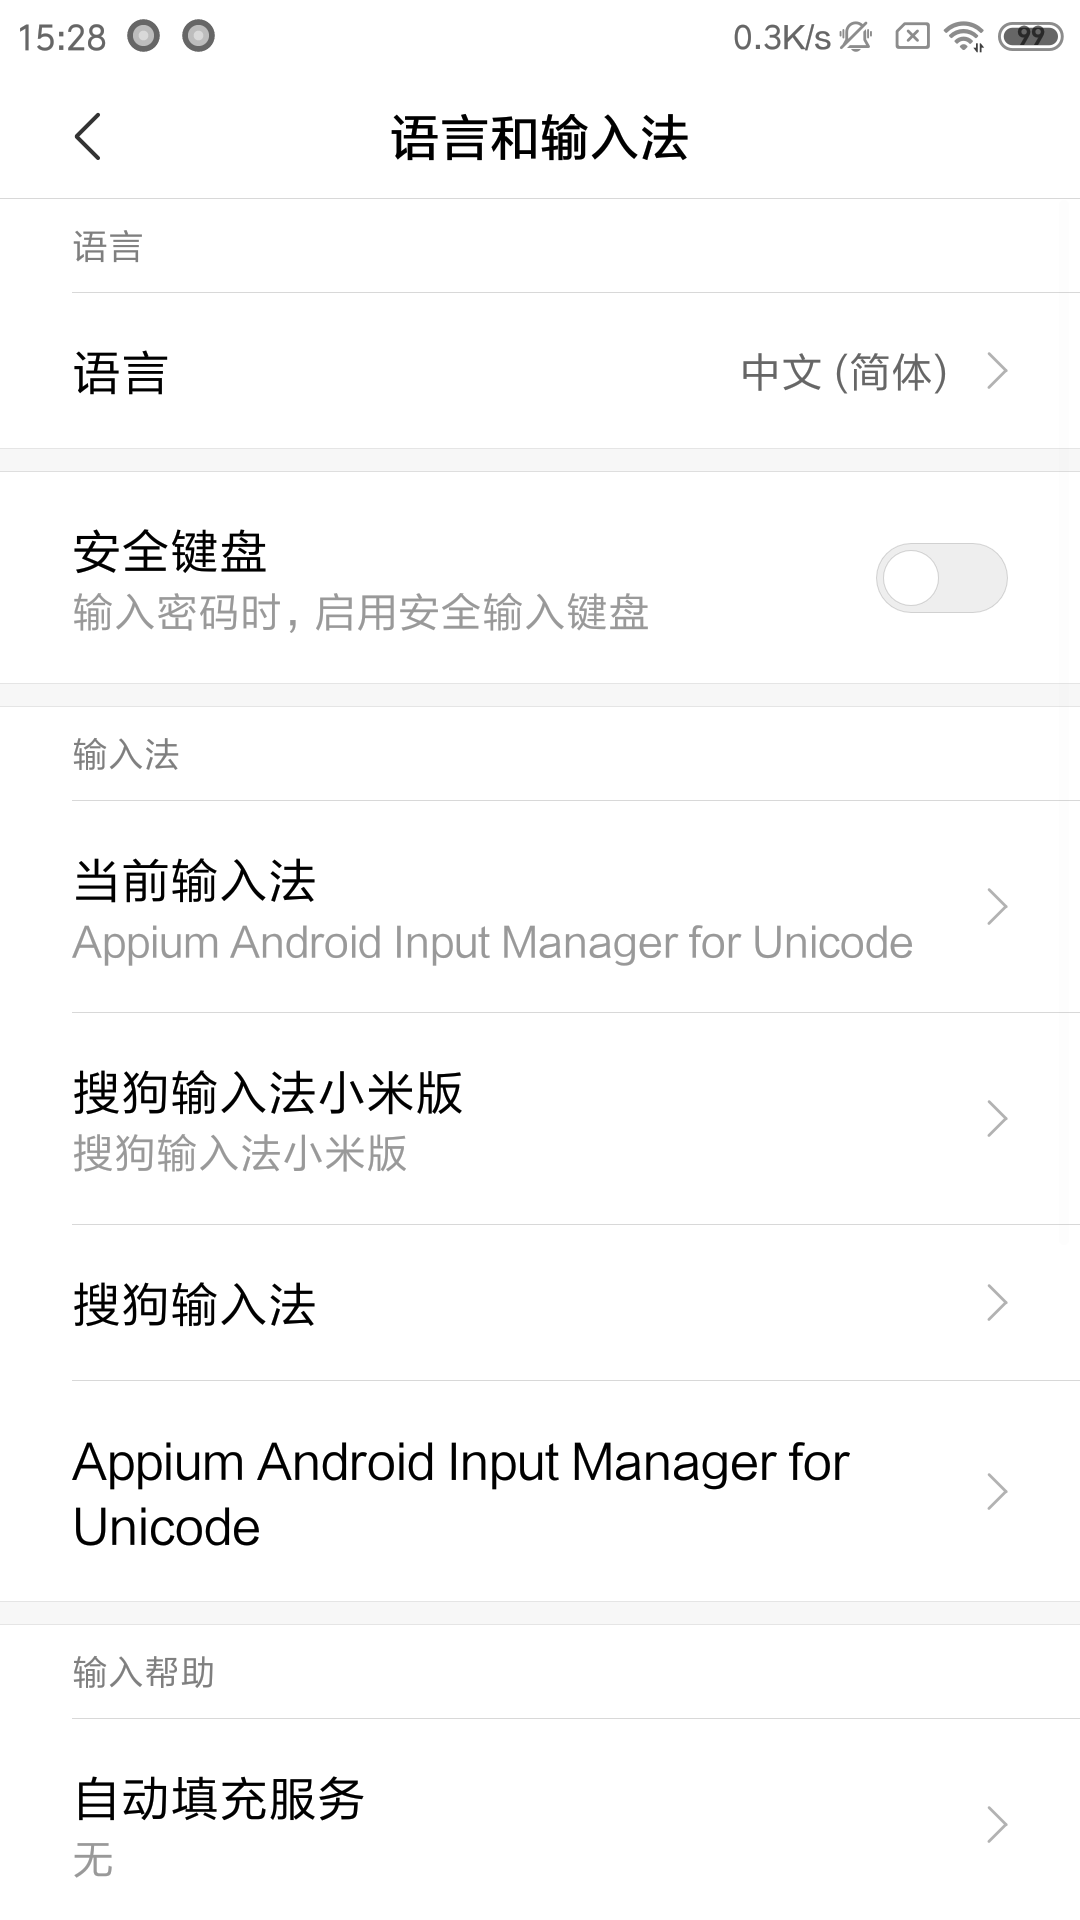 15:28 0.3K/s 99
语言和输入法
语言
语言 中文 (简体)
安全键盘
输入密码时，启用安全输入键盘
输入法
当前输入法
Appium Android Input Manager for Unicode
搜狗输入法小米版
搜狗输入法小米版
搜狗输入法
Appium Android Input Manager for
Unicode
输入帮助
自动填充服务
无